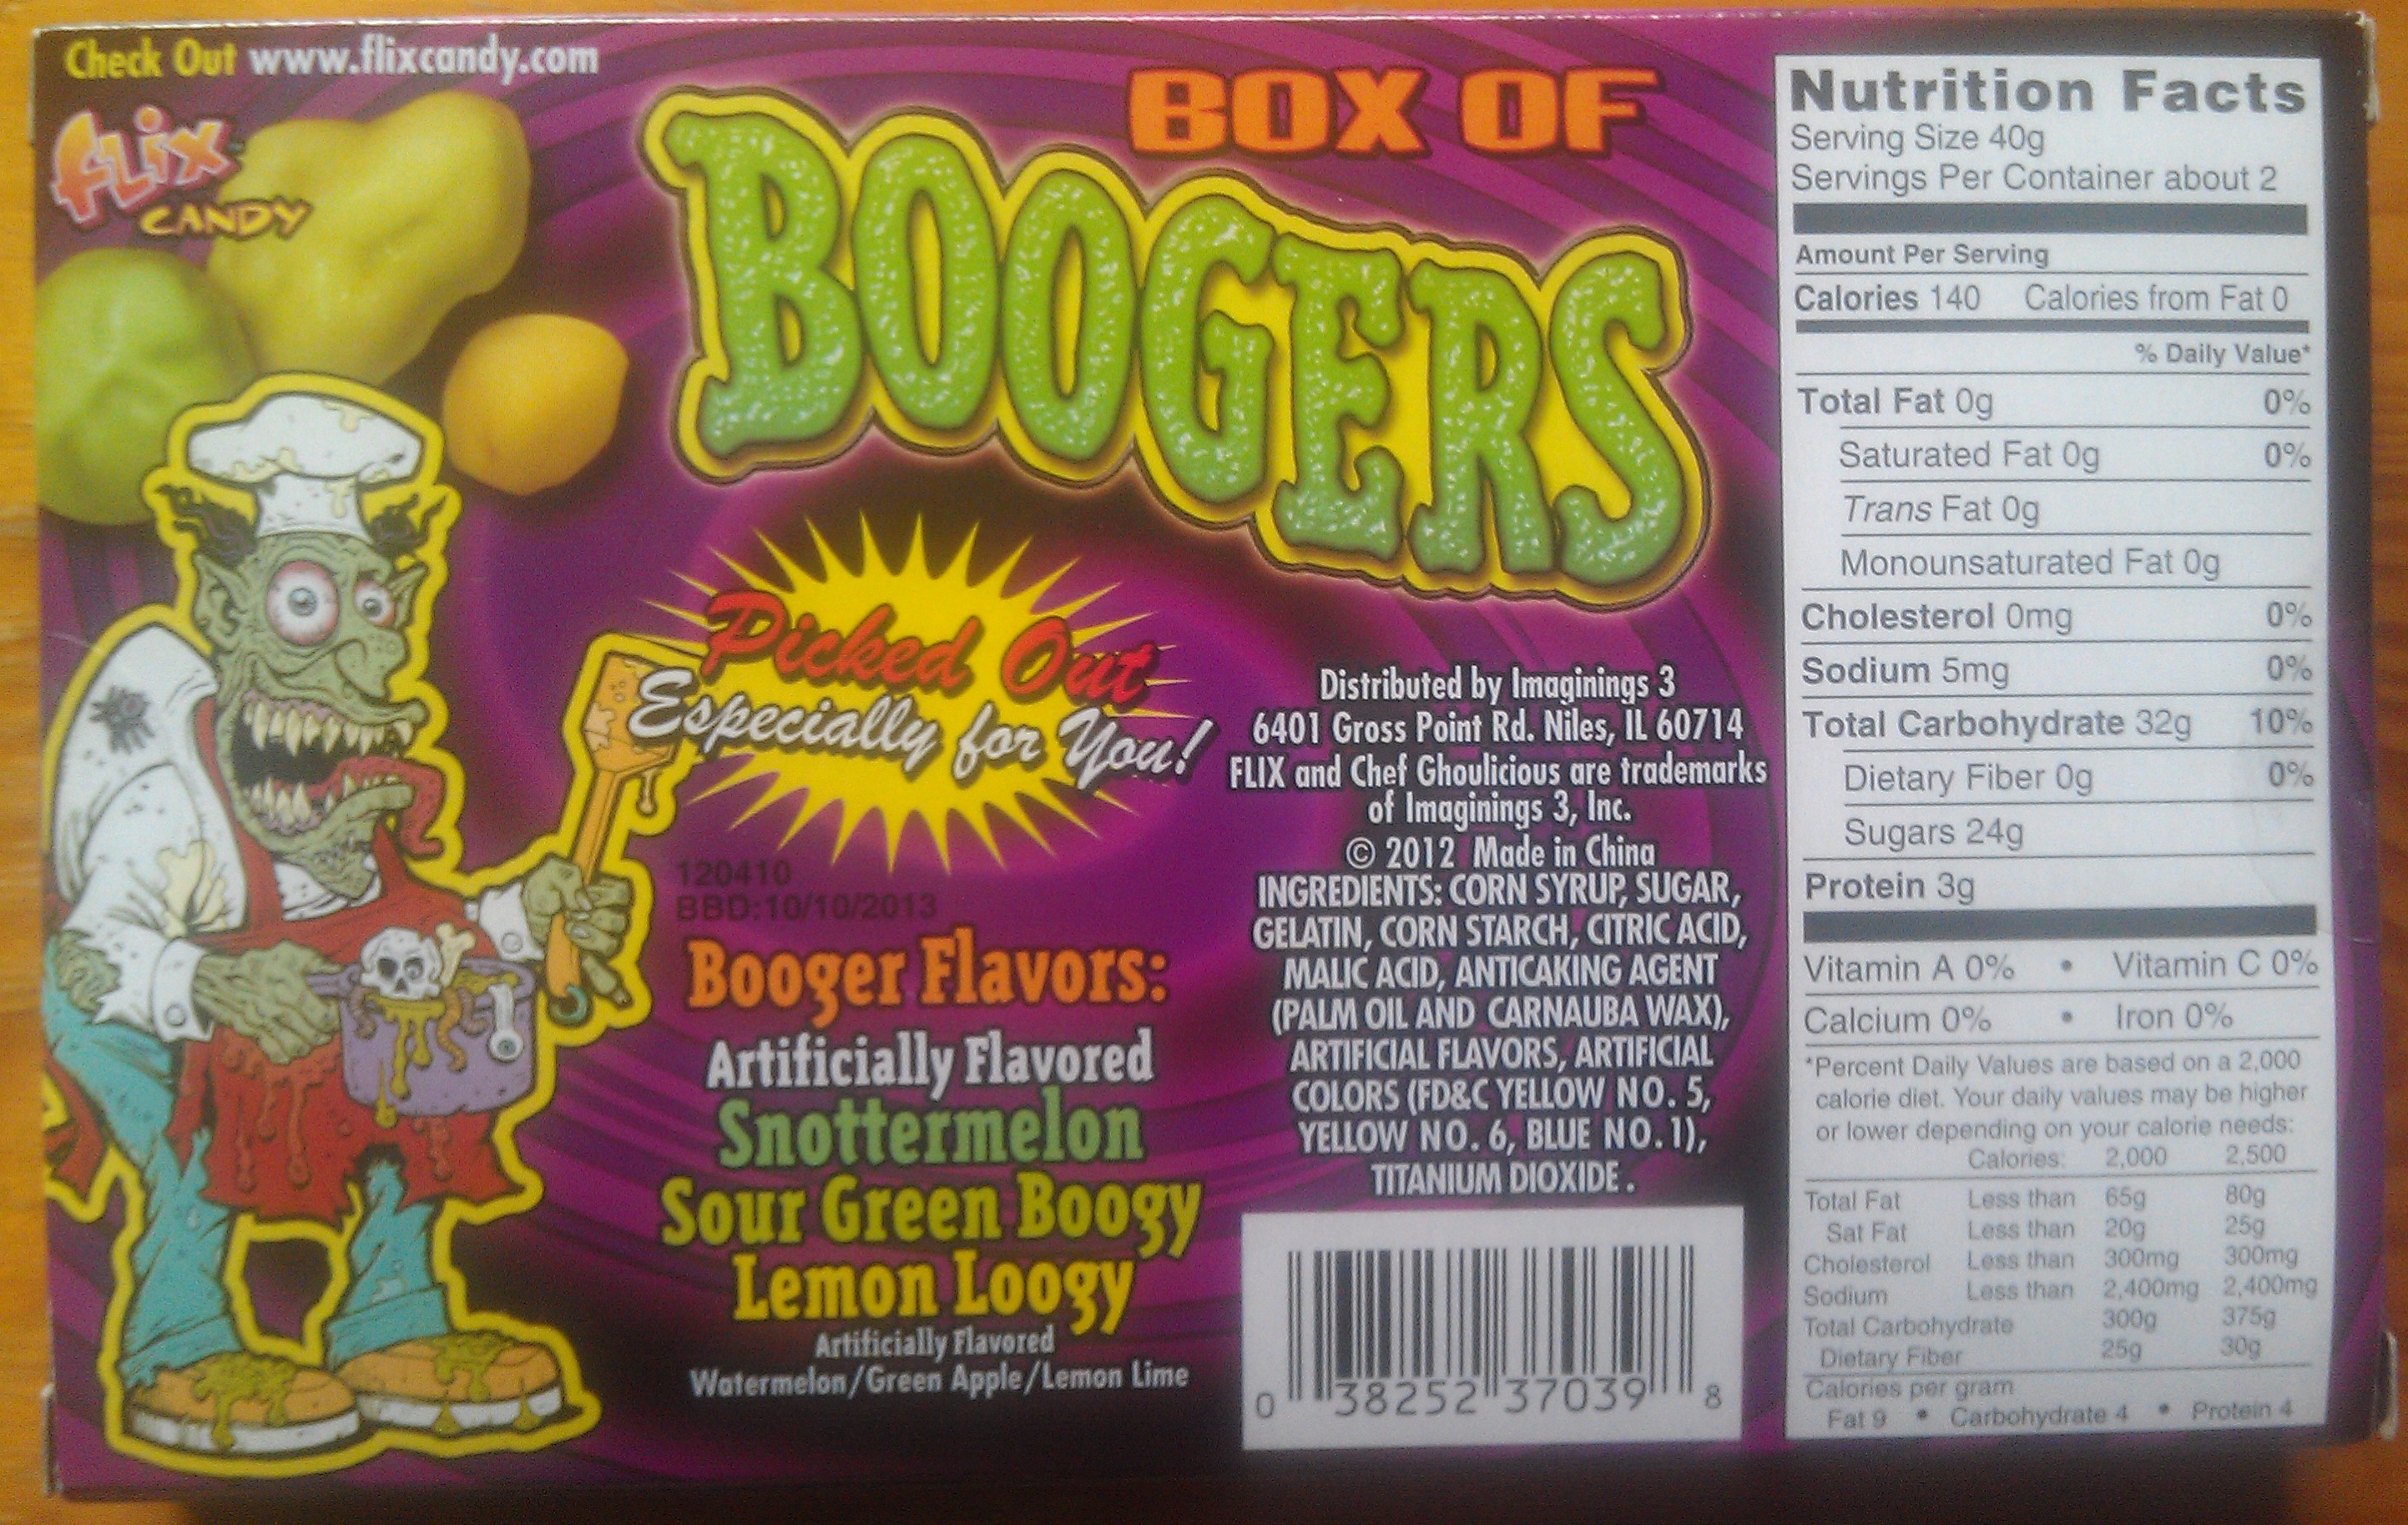 Check Out www.flixcandy.com
FLiX
CANDY
BOX OF
BOOGERS
Picked Out
Especially for You!
120410
BBD:10/10/2013
Booger Flavors:
Artificially Flavored
Snottermelon
Sour Green Boogy
Lemon Loogy
Artificially Flavored
Watermelon/Green Apple/Lemon Lime
Distributed by Imaginings 3
6401 Gross Point Rd. Niles, IL 60714
FLIX and Chef Ghoulicious are trademarks
of Imaginings 3, Inc.
© 2012 Made in China
INGREDIENTS: CORN SYRUP, SUGAR,
GELATIN, CORN STARCH, CITRIC ACID,
MALIC ACID, ANTICAKING AGENT
(PALM OIL AND CARNAUBA WAX),
ARTIFICIAL FLAVORS, ARTIFICIAL
COLORS (FD&C YELLOW NO. 5,
YELLOW NO. 6, BLUE NO. 1),
TITANIUM DIOXIDE.
0 38252 37039 8
Nutrition Facts
Serving Size 40g
Servings Per Container about 2
Amount Per Serving
Calories 140 Calories from Fat 0
% Daily Value*
Total Fat 0g 0%
Saturated Fat 0g 0%
Trans Fat 0g
Monounsaturated Fat 0g
Cholesterol 0mg 0%
Sodium 5mg 0%
Total Carbohydrate 32g 10%
Dietary Fiber 0g 0%
Sugars 24g
Protein 3g
Vitamin A 0% • Vitamin C 0%
Calcium 0% • Iron 0%
*Percent Daily Values are based on a 2,000
calorie diet. Your daily values may be higher
or lower depending on your calorie needs:
Calories: 2,000 2,500
Total Fat Less than 65g 80g
Sat Fat Less than 20g 25g
Cholesterol Less than 300mg 300mg
Sodium Less than 2,400mg 2,400mg
Total Carbohydrate 300g 375g
Dietary Fiber 25g 30g
Calories per gram
Fat 9 • Carbohydrate 4 • Protein 4